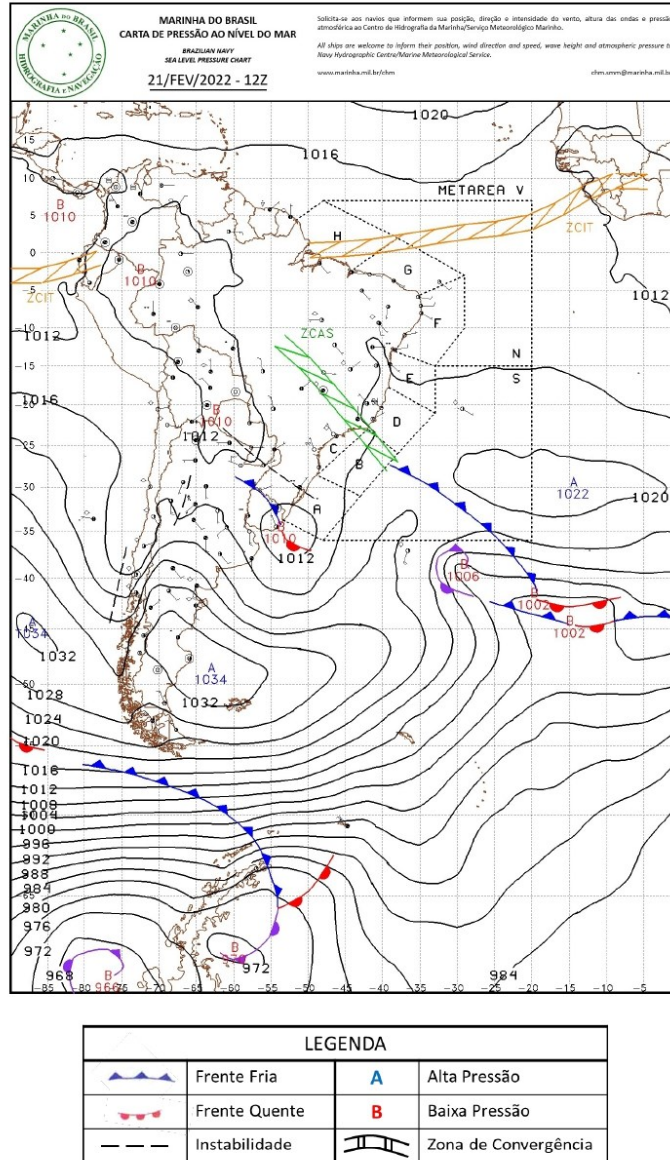 MARINHA DO BRASIL
HIDROGRAFIA e NAVEGAÇÃO
MARINHA DO BRASIL
CARTA DE PRESSÃO AO NÍVEL DO MAR
BRAZILIAN NAVY
SEA LEVEL PRESSURE CHART
21/FEV/2022 - 12Z
Solicita-se aos navios que informem sua posição, direção e intensidade do vento, altura das ondas e pressão
atmosférica ao Centro de Hidrografia da Marinha/Serviço Meteorológico Marinho.
All ships are welcome to inform their position, wind direction and speed, wave height and atmospheric pressure
Navy Hydrographic Centre/Marine Meteorological Service.
www.marinha.mil.br/chm
chm.smm@marinha.mil
1020
15
1016
10
B
1010
METAREA V
5
H
ZCIT
0
G
B
1010
ZCIT
-5
1012
F
-10
1012
ZCAS
N
-15
E
S
1016
B
1010
-20
D
1012
-25
C
B
A
1022
1020
-30
A
-35
B
1010
1012
-40
B
1006
B
1002
B
1002
A
1034
-45
1032
A
1034
-50
1032
1028
1024
1020
1016
1012
1008
1004
1000
998
992
988
984
-65
980
976
972
B
972
968
B
966
984
-85
-80
-75
-70
-65
-60
-55
-50
-45
-40
-35
-30
-25
-20
-15
-10
-5
LEGENDA
Frente Fria
A
Alta Pressão
Frente Quente
B
Baixa Pressão
Instabilidade
Zona de Convergência